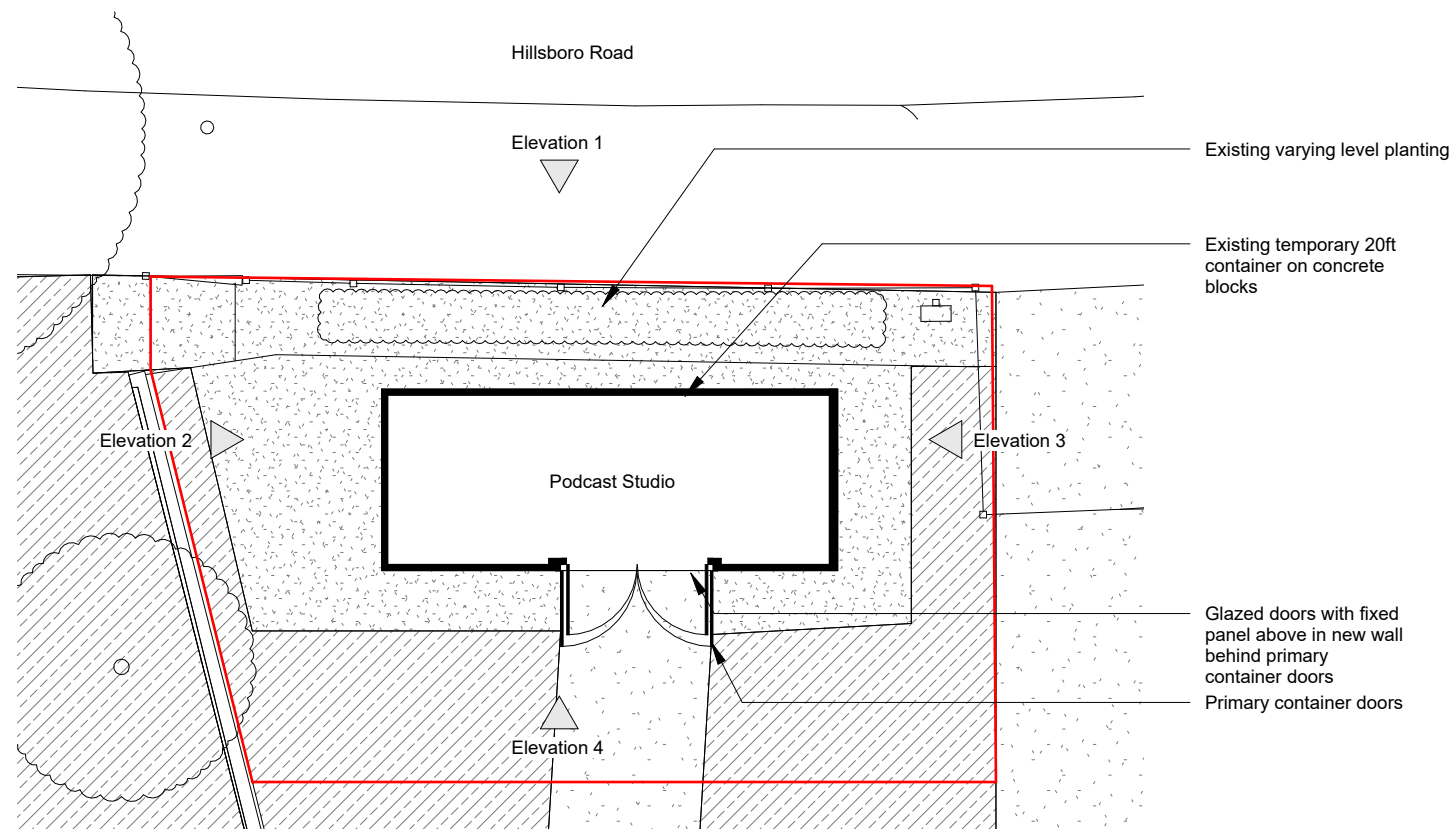 Hillsboro Road
Elevation 1
Existing varying level planting
Existing temporary 20ft
container on concrete
blocks
Elevation 2
Elevation 3
Podcast Studio
Glazed doors with fixed
panel above in new wall
behind primary
container doors
Primary container doors
Elevation 4